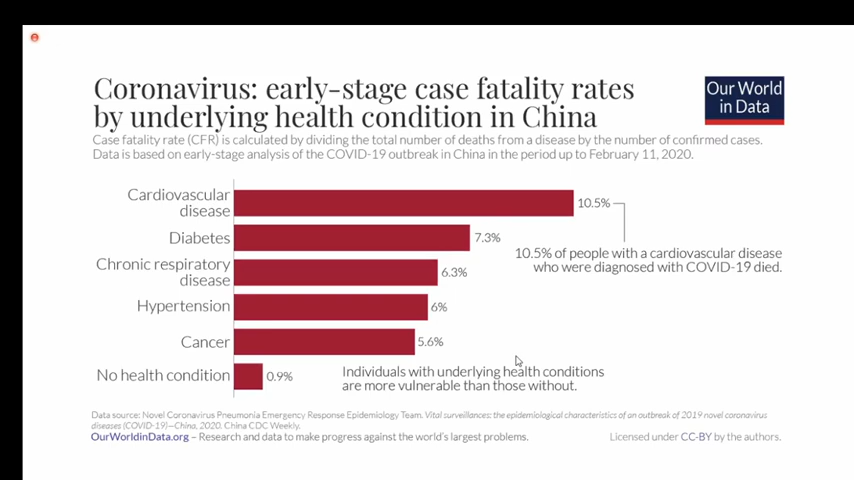 Coronavirus: early-stage case fatality rates
by underlying health condition in China
Our World
in Data
Case fatality rate (CFR) is calculated by dividing the total number of deaths from a disease by the number of confirmed cases.
Data is based on early-stage analysis of the COVID-19 outbreak in China in the period up to February 11, 2020.
Cardiovascular
disease
10.5%
Diabetes
7.3%
10.5% of people with a cardiovascular disease
who were diagnosed with COVID-19 died.
Chronic respiratory
disease
6.3%
Hypertension
6%
Cancer
5.6%
No health condition
0.9%
Individuals with underlying health conditions
are more vulnerable than those without.
Data source: Novel Coronavirus Pneumonia Emergency Response Epidemiology Team. Vital surveillances: the epidemiological characteristics of an outbreak of 2019 novel coronavirus
diseases (COVID-19)—China, 2020. China CDC Weekly.
OurWorldinData.org – Research and data to make progress against the world's largest problems.
Licensed under CC-BY by the authors.